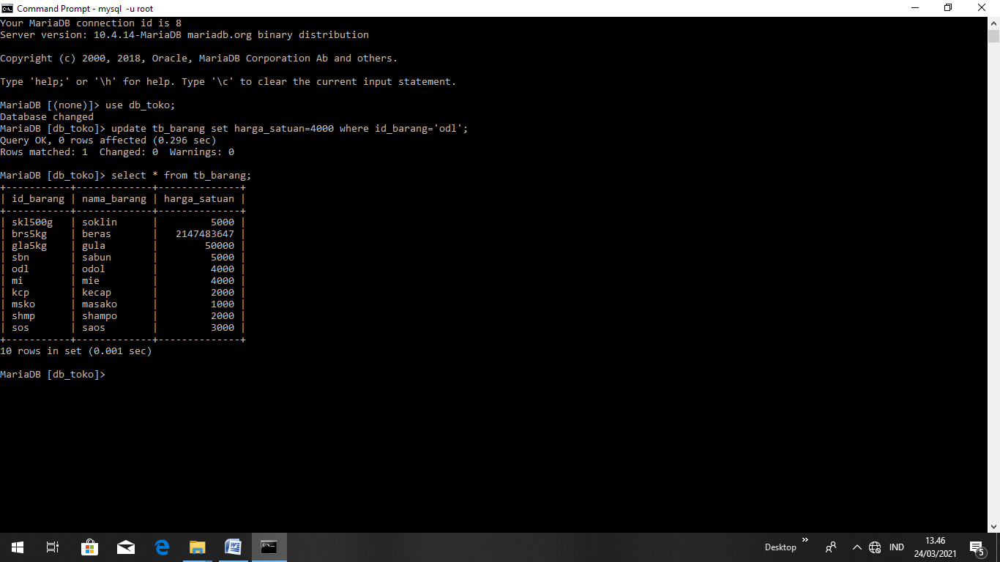 Command Prompt - mysql  -u root
Your MariaDB connection id is 8
Server version: 10.4.14-MariaDB mariadb.org binary distribution
Copyright (c) 2000, 2018, Oracle, MariaDB Corporation Ab and others.
Type 'help;' or '\h' for help. Type '\c' to clear the current input statement.
MariaDB [(none)]> use db_toko;
Database changed
MariaDB [db_toko]> update tb_barang set harga_satuan=4000 where id_barang='odl';
Query OK, 0 rows affected (0.296 sec)
Rows matched: 1  Changed: 0  Warnings: 0
MariaDB [db_toko]> select * from tb_barang;
+-----------+-------------+--------------+
| id_barang | nama_barang | harga_satuan |
+-----------+-------------+--------------+
| skl500g   | soklin      |         5000 |
| brs5kg    | beras       |   2147483647 |
| gla5kg    | gula        |        50000 |
| sbn       | sabun       |         5000 |
| odl       | odol        |         4000 |
| mi        | mie         |         4000 |
| kcp       | kecap       |         2000 |
| msko      | masako      |         1000 |
| shmp      | shampo      |         2000 |
| sos       | saos        |         3000 |
+-----------+-------------+--------------+
10 rows in set (0.001 sec)
MariaDB [db_toko]>
Desktop
IND
13.46
24/03/2021
5